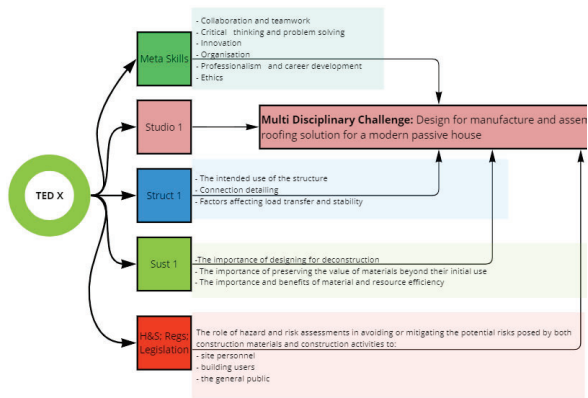 - Collaboration and teamwork
- Critical thinking and problem solving
- Innovation
- Organisation
- Professionalism and career development
- Ethics
Meta Skills
Studio 1
Multi Disciplinary Challenge: Design for manufacture and assem
roofing solution for a modern passive house
TED X
Struct 1
- The intended use of the structure
- Connection detailing
- Factors affecting load transfer and stability
Sust 1
-The importance of designing for deconstruction
- The importance of preserving the value of materials beyond their initial use
- The importance and benefits of material and resource efficiency
H&S: Regs:
Legislation
The role of hazard and risk assessments in avoiding or mitigating the potential risks posed by both
construction materials and construction activities to:
- site personnel
- building users
- the general public